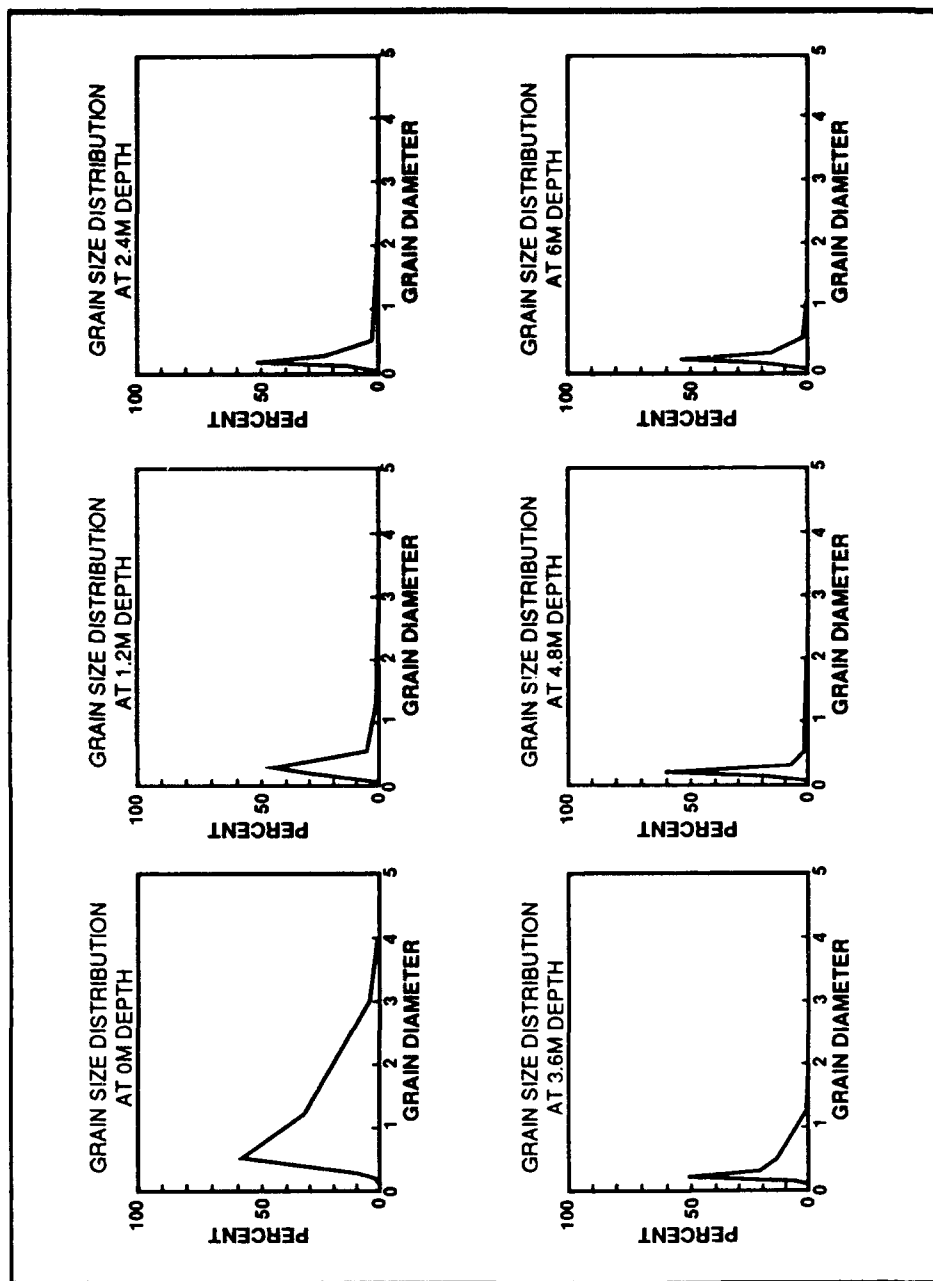 GRAIN SIZE DISTRIBUTION
AT 0M DEPTH
100
50
0
PERCENT
0 1 2 3 4 5
GRAIN DIAMETER
GRAIN SIZE DISTRIBUTION
AT 1.2M DEPTH
100
50
0
PERCENT
0 1 2 3 4 5
GRAIN DIAMETER
GRAIN SIZE DISTRIBUTION
AT 2.4M DEPTH
100
50
0
PERCENT
0 1 2 3 4 5
GRAIN DIAMETER
GRAIN SIZE DISTRIBUTION
AT 3.6M DEPTH
100
50
0
PERCENT
0 1 2 3 4 5
GRAIN DIAMETER
GRAIN SIZE DISTRIBUTION
AT 4.8M DEPTH
100
50
0
PERCENT
0 1 2 3 4 5
GRAIN DIAMETER
GRAIN SIZE DISTRIBUTION
AT 6M DEPTH
100
50
0
PERCENT
0 1 2 3 4 5
GRAIN DIAMETER